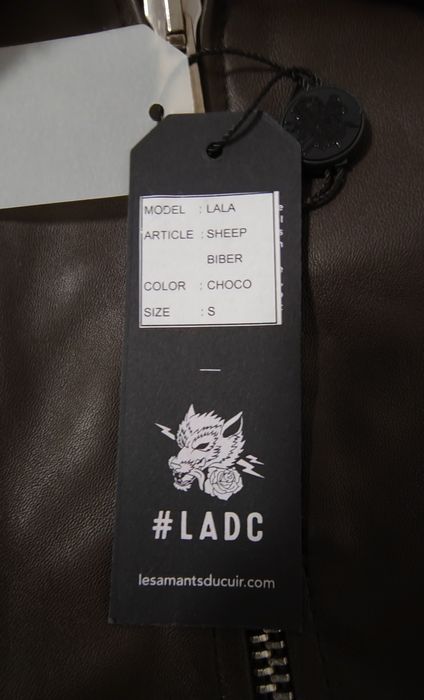 MODEL : LALA
ARTICLE : SHEEP
BIBER
COLOR : CHOCO
SIZE : S
#LADC
lesamantsducuir.com